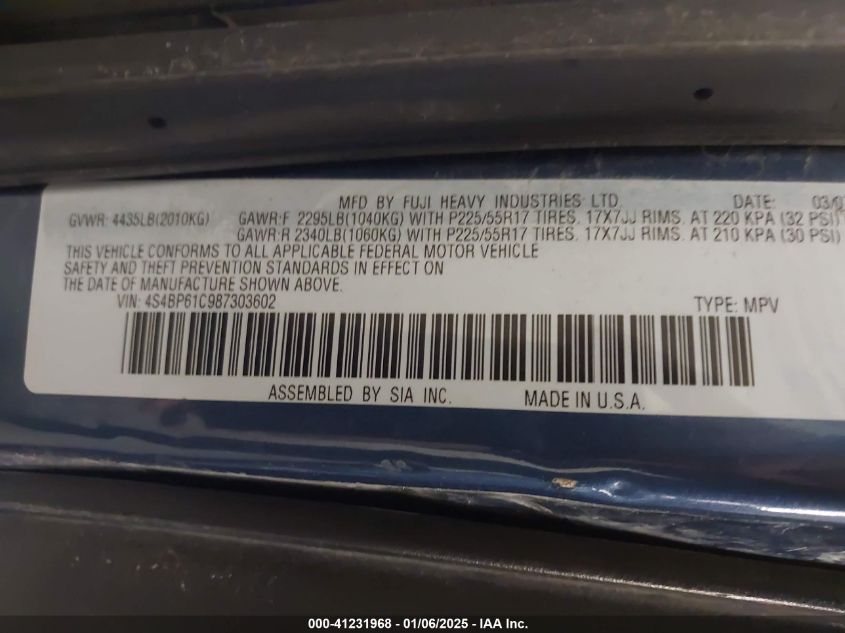 MFD BY FUJI HEAVY INDUSTRIES LTD. DATE:
GVWR: 4435LB(2010KG) GAWR:F 2295LB(1040KG) WITH P225/55R17 TIRES, 17X7JJ RIMS, AT 220 KPA (32 PSI)
GAWR:R 2340LB(1060KG) WITH P225/55R17 TIRES, 17X7JJ RIMS, AT 210 KPA (30 PSI)
THIS VEHICLE CONFORMS TO ALL APPLICABLE FEDERAL MOTOR VEHICLE
SAFETY AND THEFT PREVENTION STANDARDS IN EFFECT ON
THE DATE OF MANUFACTURE SHOWN ABOVE.
VIN: 4S4BP61C987303602 TYPE: MPV
ASSEMBLED BY SIA INC. MADE IN U.S.A.
000-41231968 - 01/06/2025 - IAA Inc.